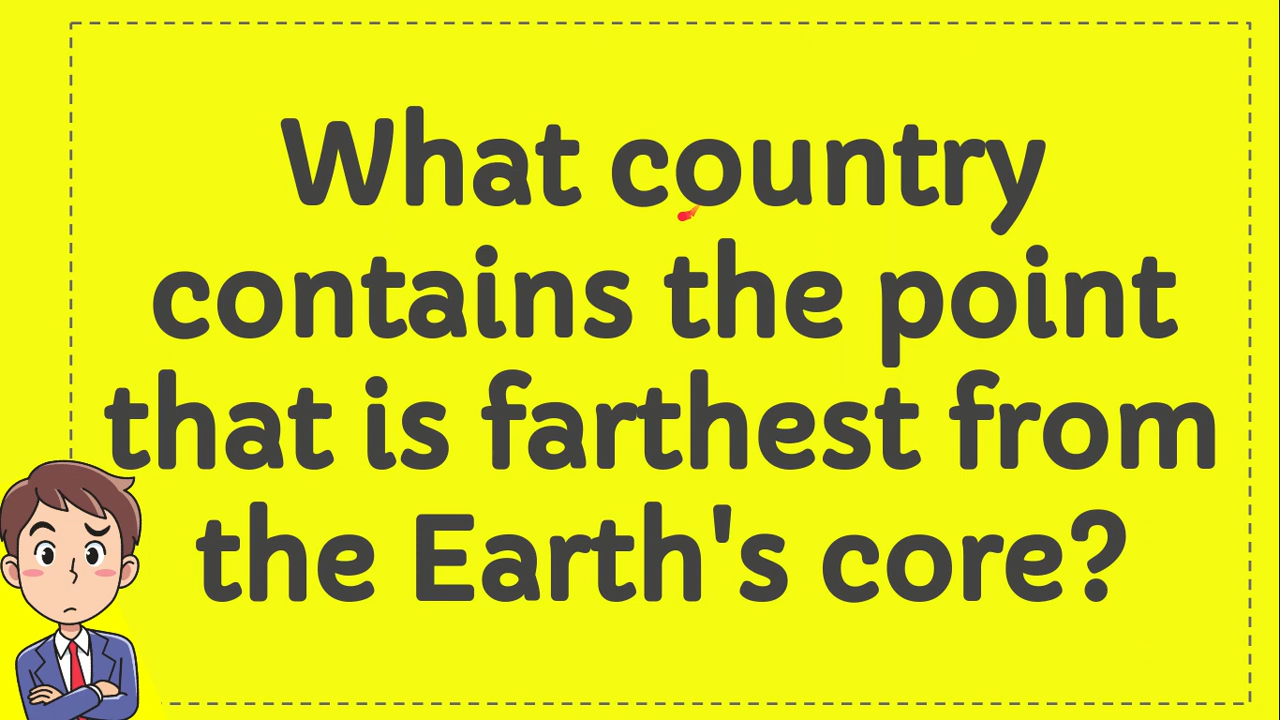 What country
contains the point
that is farthest from
the Earth's core?